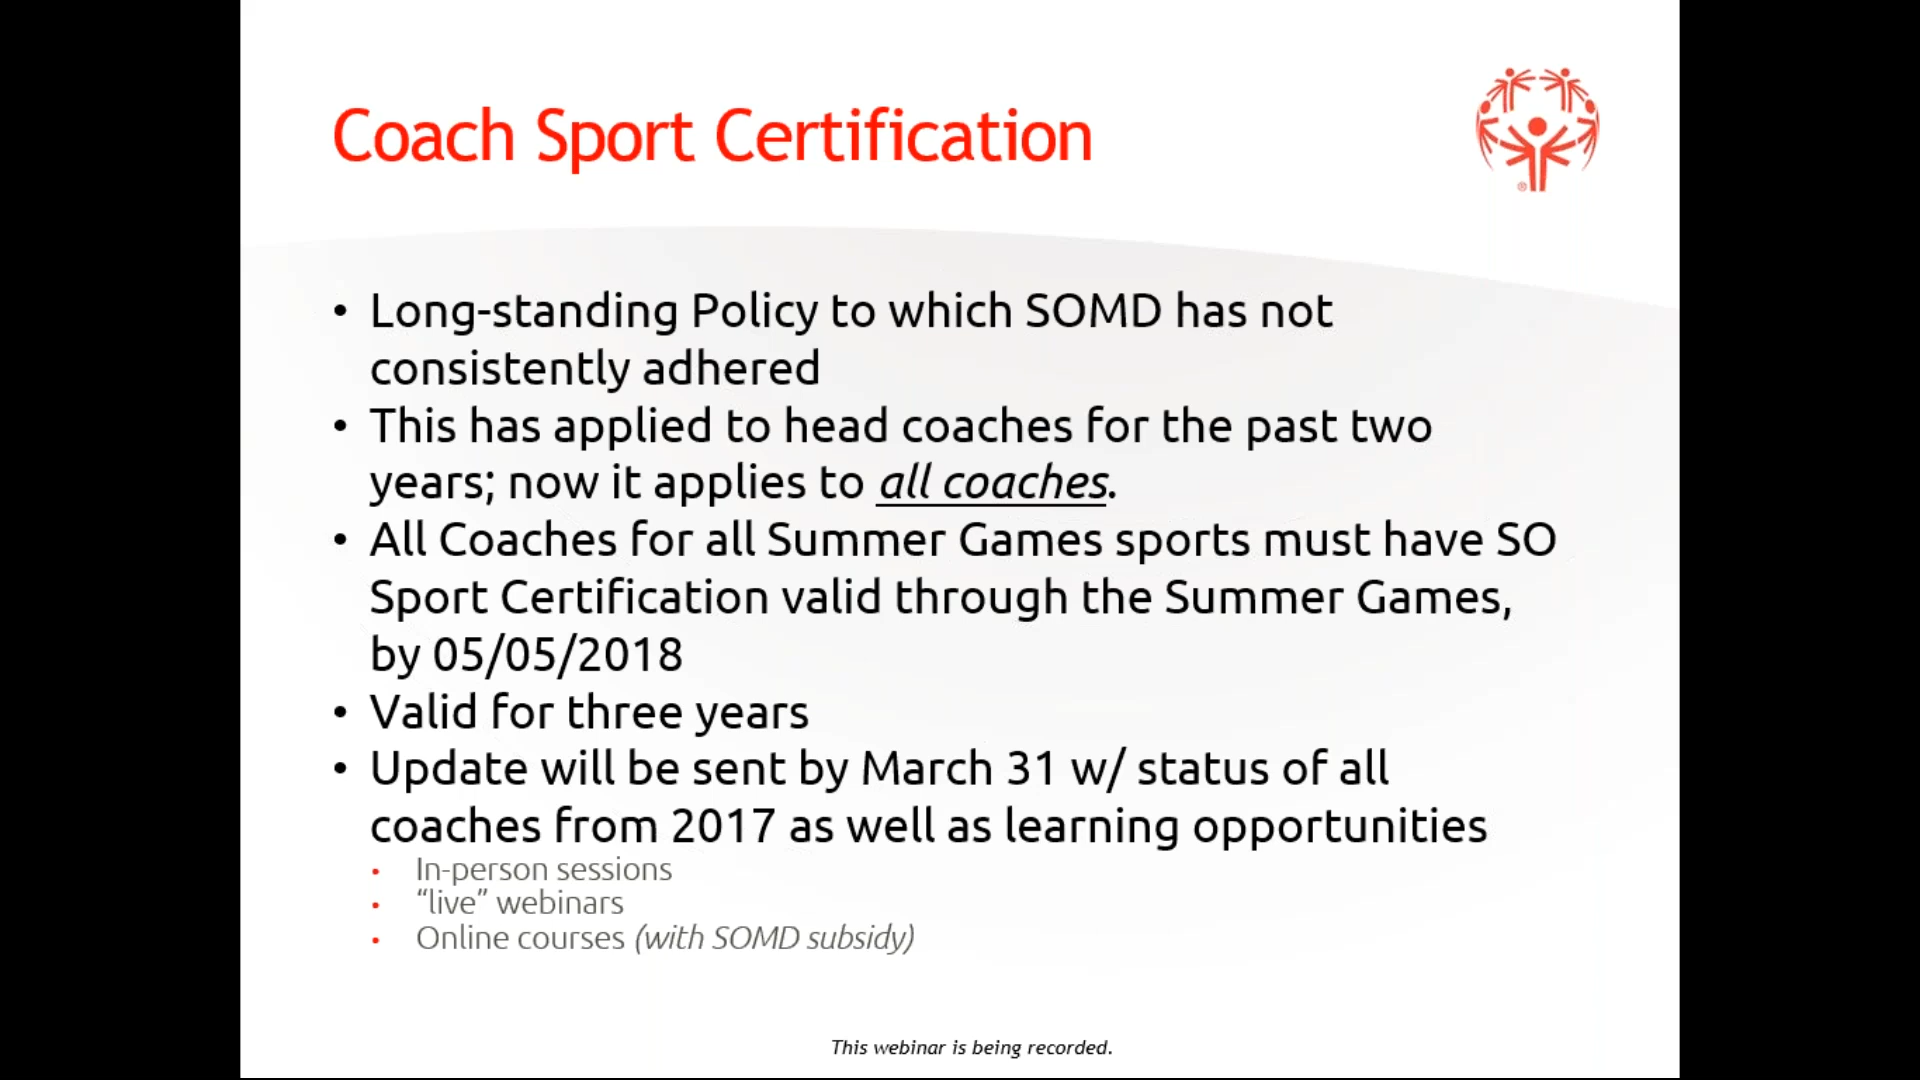 Coach Sport Certification
• Long-standing Policy to which SOMD has not
consistently adhered
• This has applied to head coaches for the past two
years; now it applies to all coaches.
• All Coaches for all Summer Games sports must have SO
Sport Certification valid through the Summer Games,
by 05/05/2018
• Valid for three years
• Update will be sent by March 31 w/ status of all
coaches from 2017 as well as learning opportunities
• In-person sessions
• “live” webinars
• Online courses (with SOMD subsidy)
This webinar is being recorded.